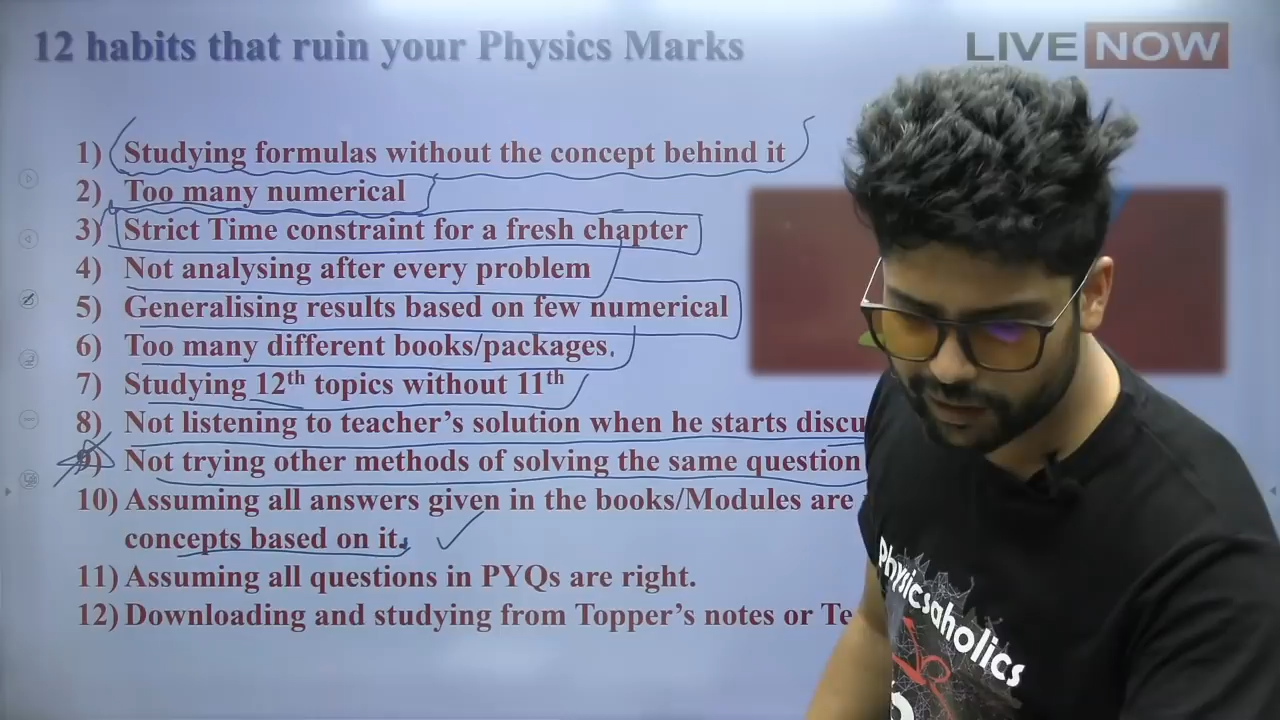 12 habits that ruin your Physics Marks
LIVE NOW
1) Studying formulas without the concept behind it
2) Too many numerical
3) Strict Time constraint for a fresh chapter
4) Not analysing after every problem
5) Generalising results based on few numerical
6) Too many different books/packages.
7) Studying 12th topics without 11th
8) Not listening to teacher's solution when he starts discu
9) Not trying other methods of solving the same question
10) Assuming all answers given in the books/Modules are
concepts based on it.
11) Assuming all questions in PYQs are right.
12) Downloading and studying from Topper's notes or Te
Physicsaholics